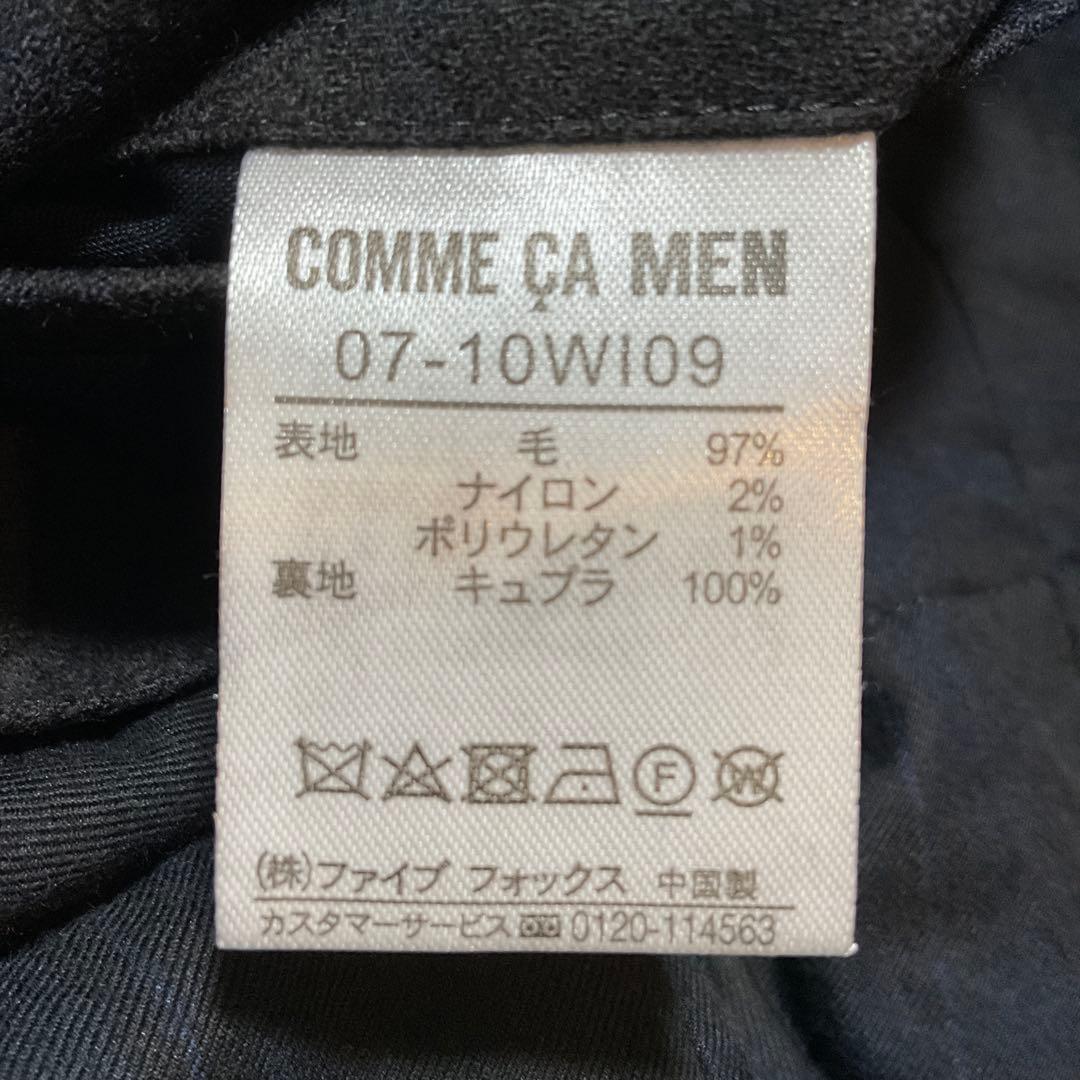 COMME ÇA MEN
07-10WI09
表地 毛 97%
ナイロン 2%
ポリウレタン 1%
裏地 キュプラ 100%
F W
(株)ファイブ フォックス 中国製
カスタマーサービス 0120-114563